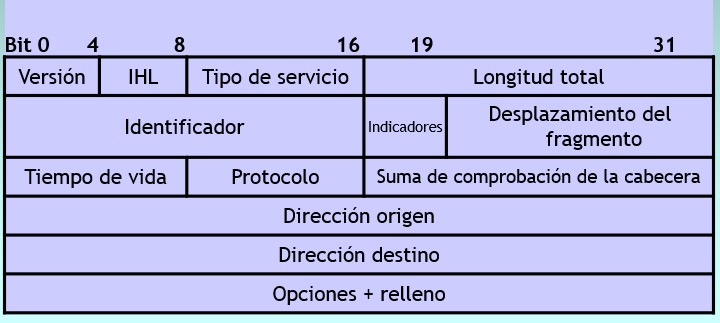 Bit 0 4 8 16 19 31
Versión IHL Tipo de servicio Longitud total
Identificador Indicadores Desplazamiento del
fragmento
Tiempo de vida Protocolo Suma de comprobación de la cabecera
Dirección origen
Dirección destino
Opciones + relleno